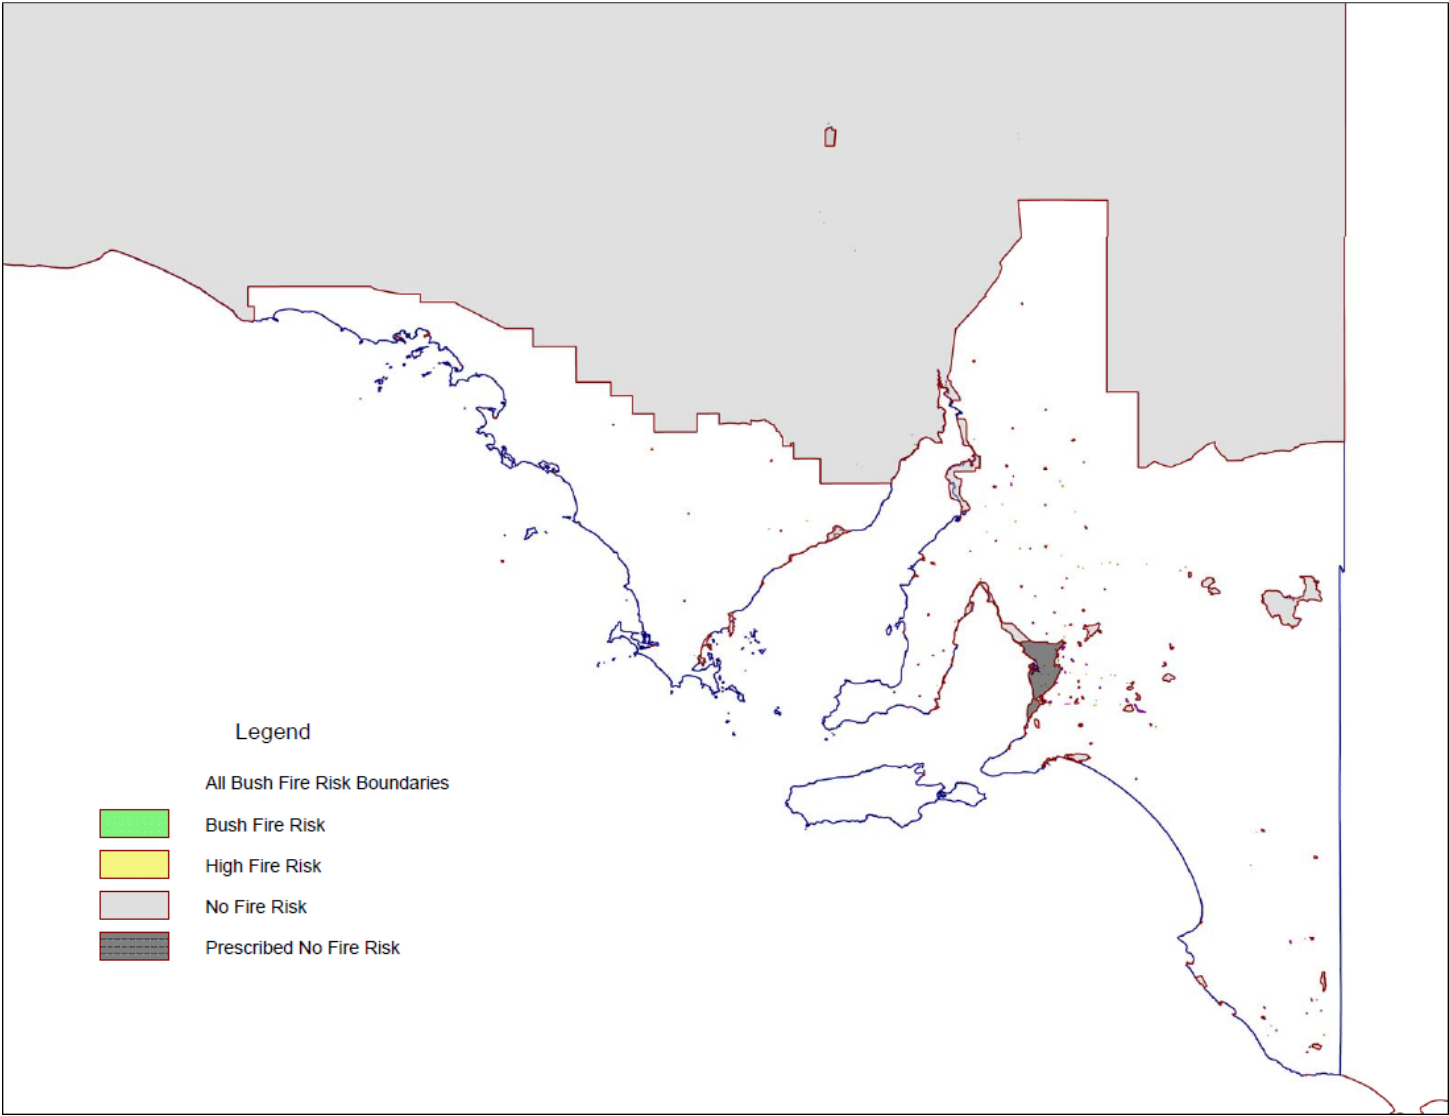 Legend
All Bush Fire Risk Boundaries
Bush Fire Risk
High Fire Risk
No Fire Risk
Prescribed No Fire Risk